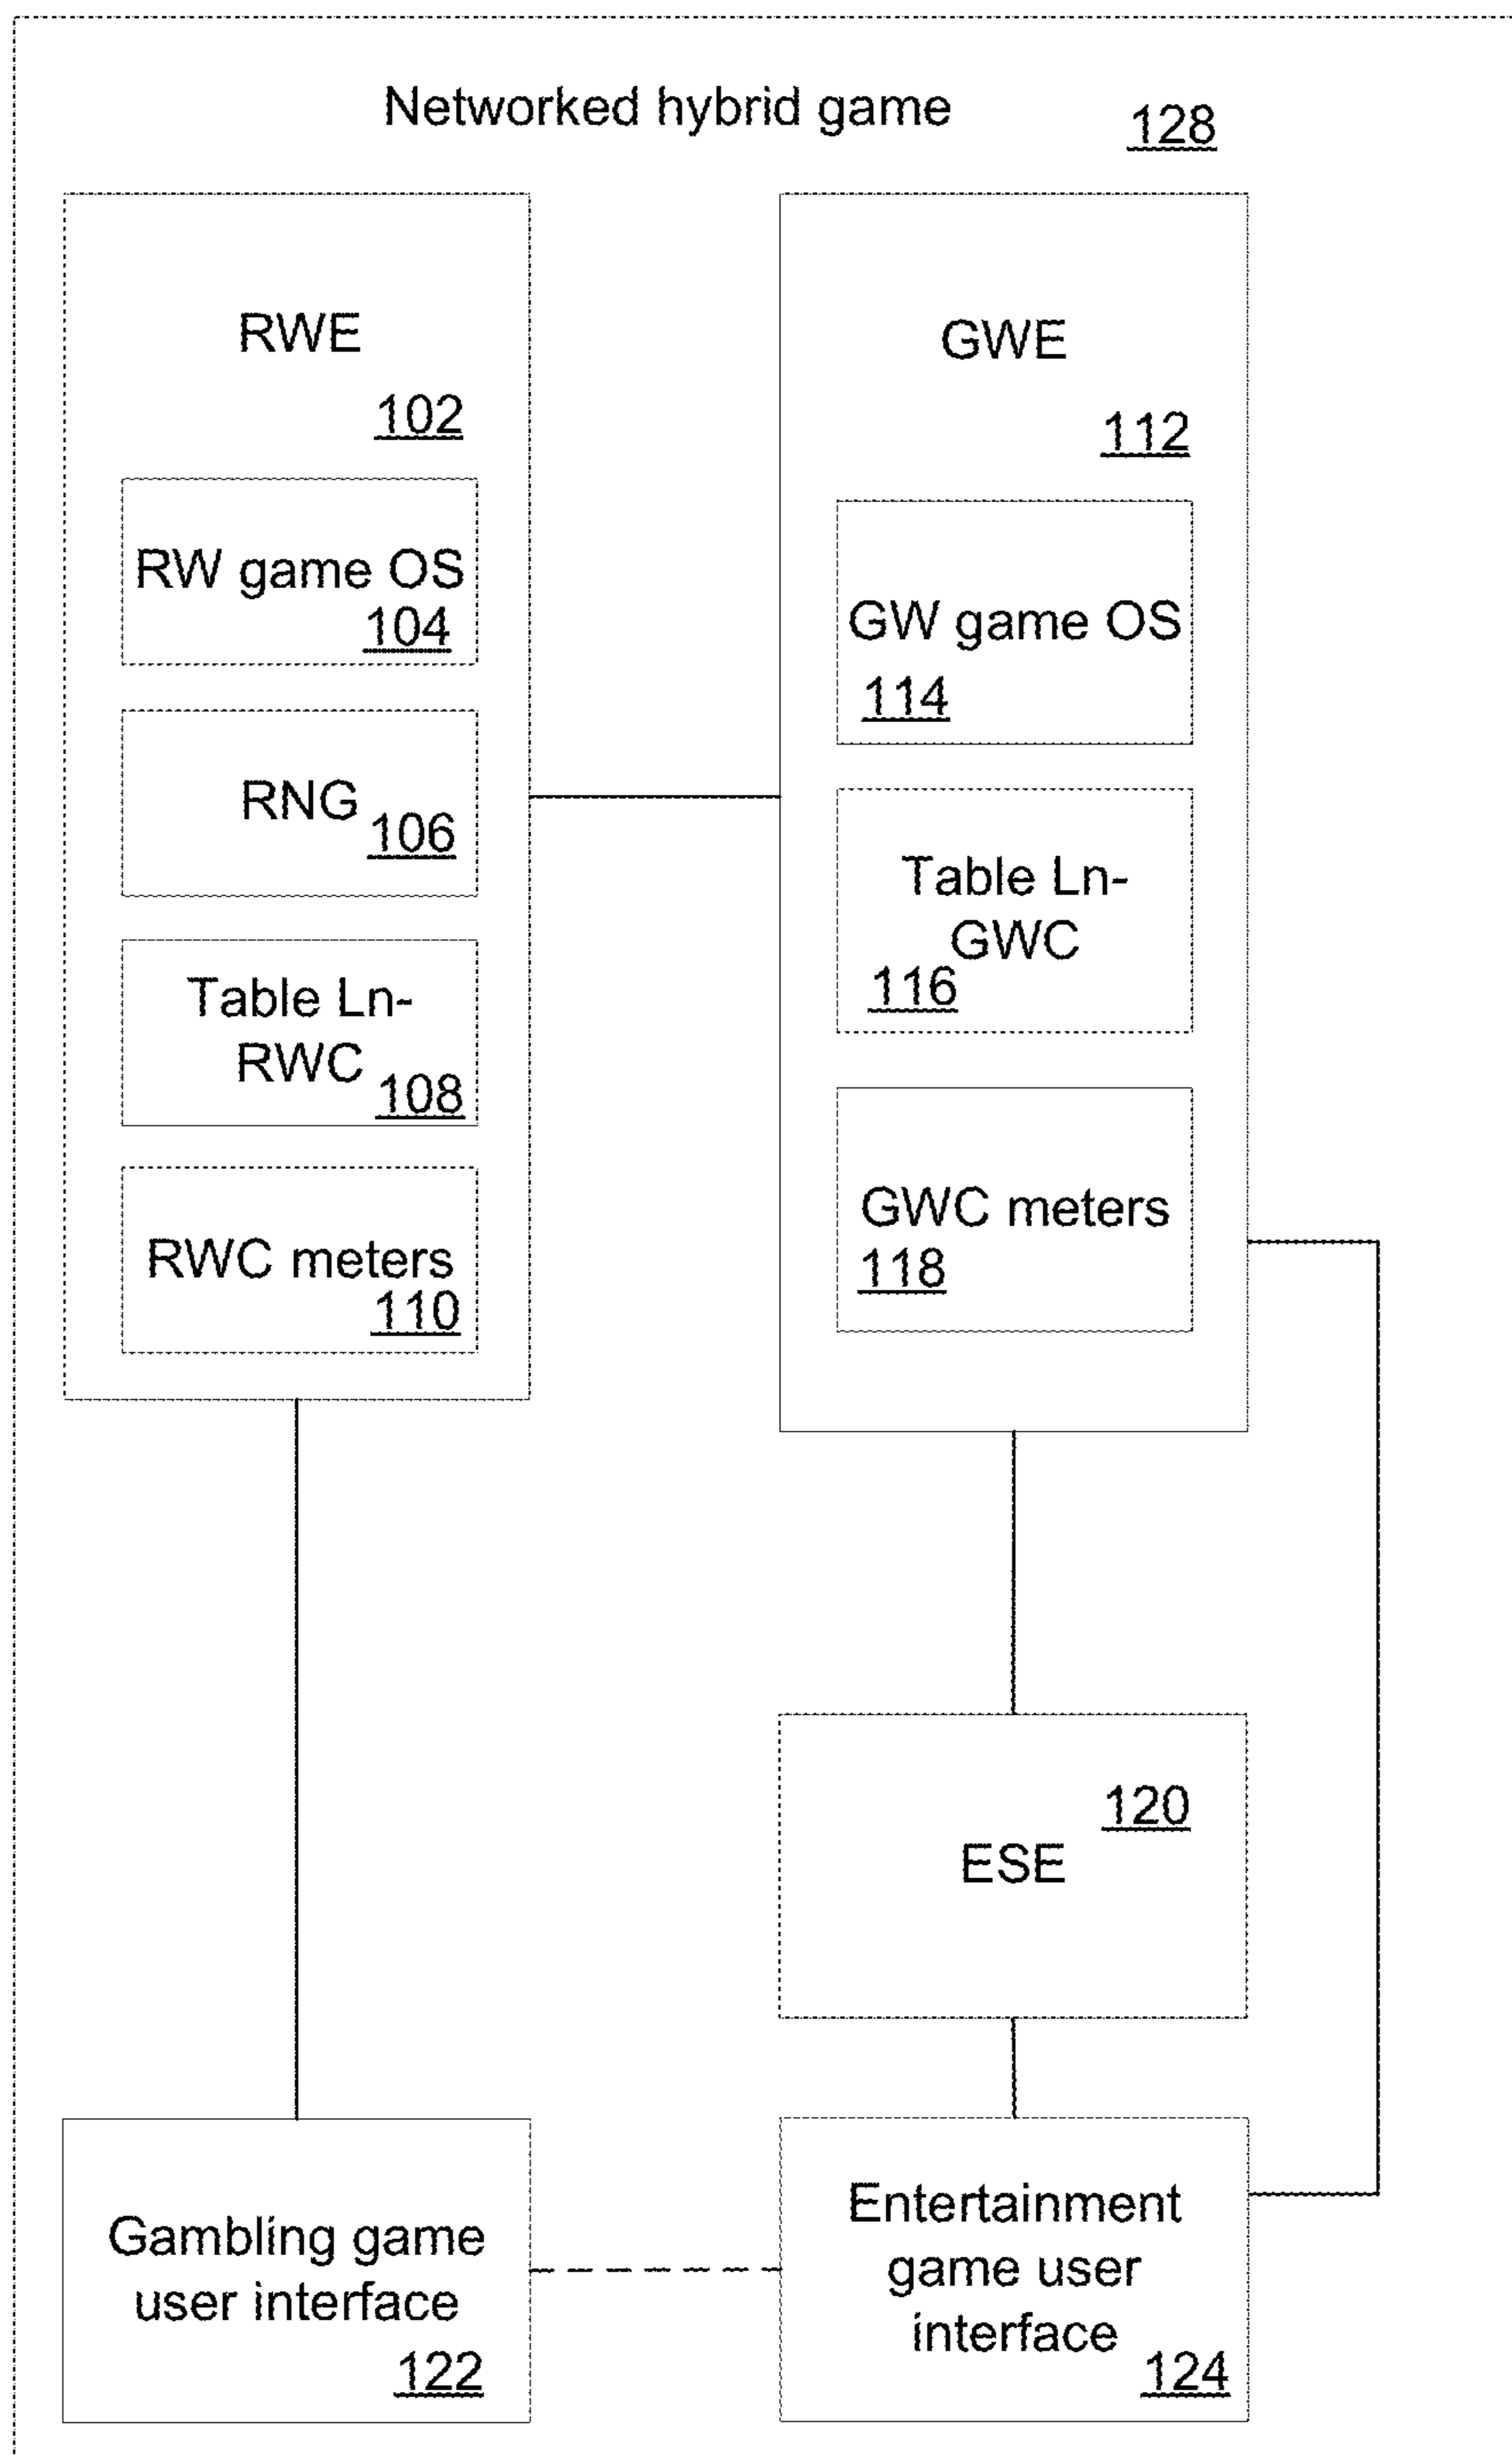 Networked hybrid game
128
RWE
102
RW game OS
104
RNG
106
Table Ln-
RWC
108
RWC meters
110
GWE
112
GW game OS
114
Table Ln-
GWC
116
GWC meters
118
120
ESE
Gambling game
user interface
122
Entertainment
game user
interface
124